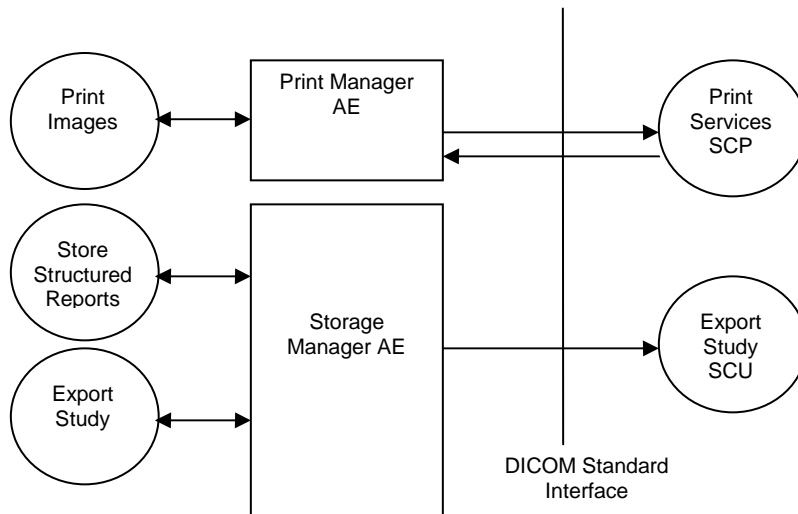 Print
Images
Print Manager
AE
Print
Services
SCP
Store
Structured
Reports
Storage
Manager AE
Export
Study
SCU
Export
Study
DICOM Standard
Interface